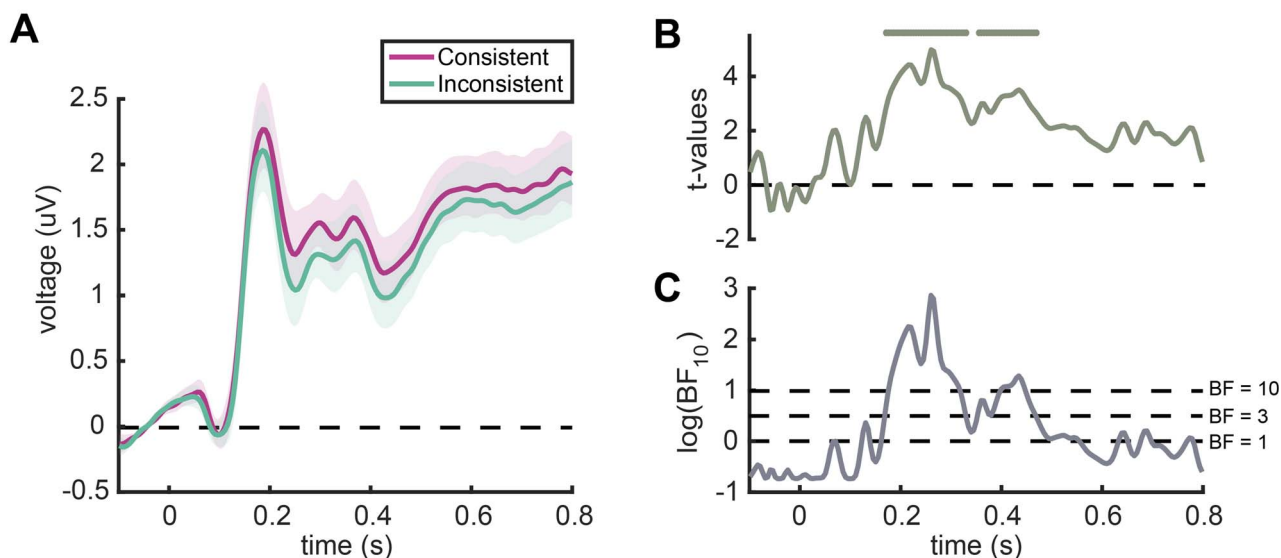 A
Consistent
Inconsistent
2.5
2
1.5
1
0.5
0
-0.5
voltage (uV)
0
0.2
0.4
0.6
0.8
time (s)
B
4
2
0
-2
t-values
C
3
2
1
0
-1
log(BF10)
BF = 10
BF = 3
BF = 1
0
0.2
0.4
0.6
0.8
time (s)